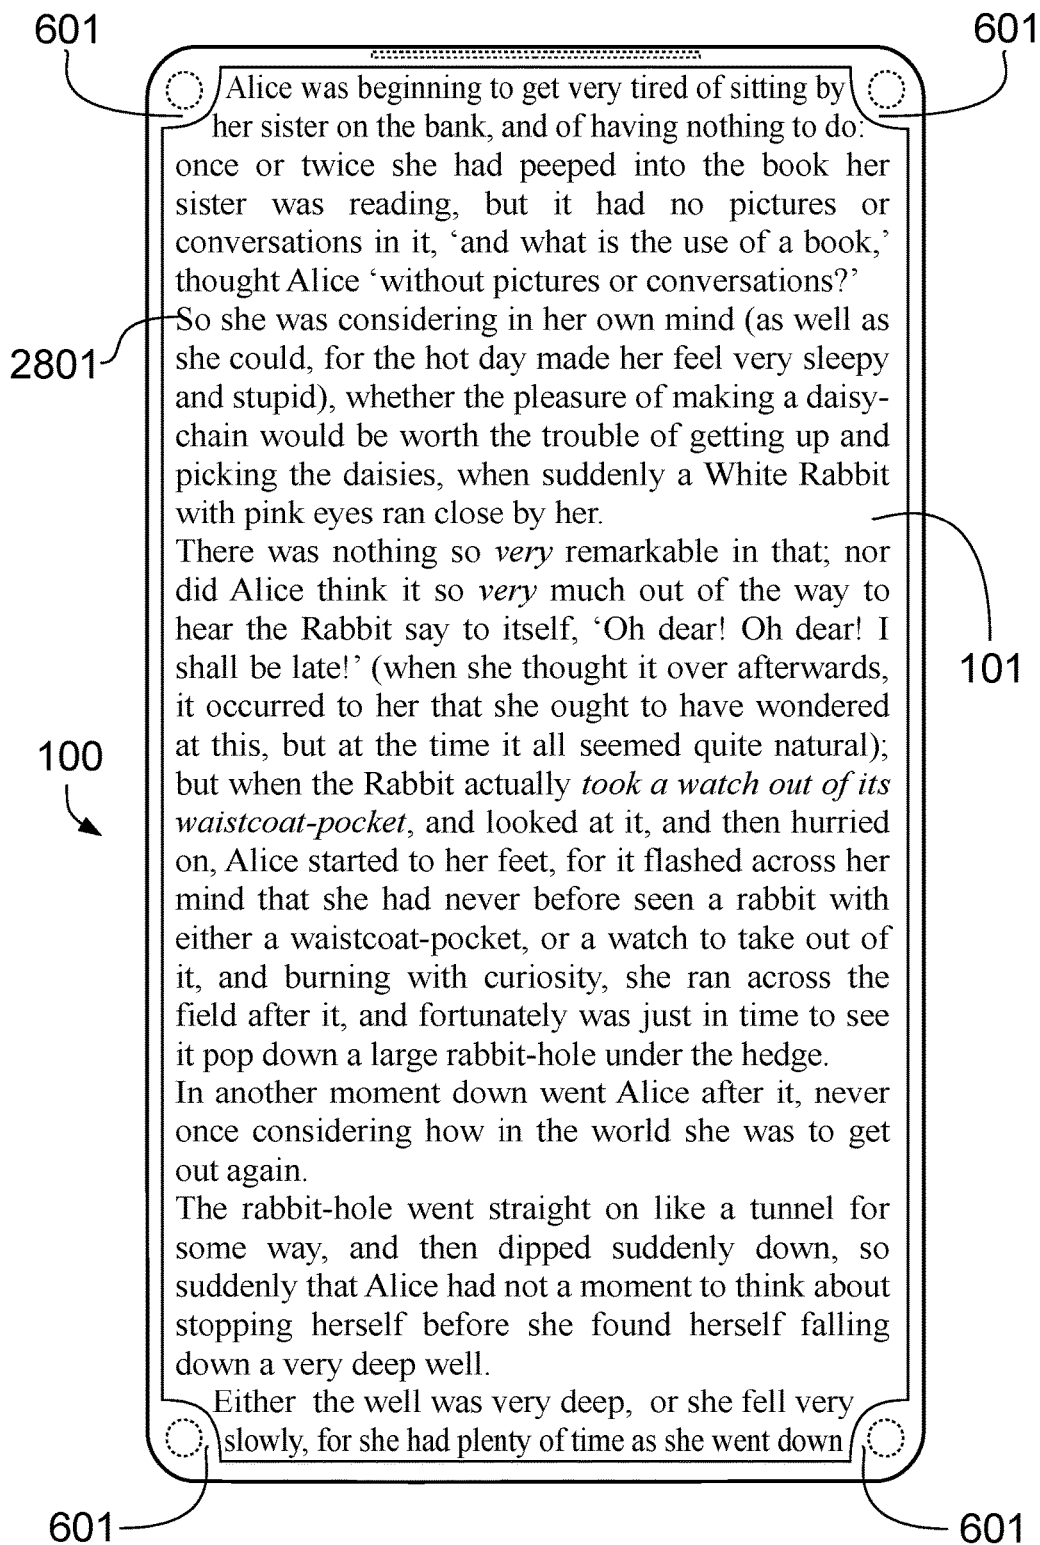 601
601
Alice was beginning to get very tired of sitting by
her sister on the bank, and of having nothing to do:
once or twice she had peeped into the book her
sister was reading, but it had no pictures or
conversations in it, ‘and what is the use of a book,’
thought Alice ‘without pictures or conversations?’
So she was considering in her own mind (as well as
2801
she could, for the hot day made her feel very sleepy
and stupid), whether the pleasure of making a daisy-
chain would be worth the trouble of getting up and
picking the daisies, when suddenly a White Rabbit
with pink eyes ran close by her.
There was nothing so very remarkable in that; nor
did Alice think it so very much out of the way to
hear the Rabbit say to itself, ‘Oh dear! Oh dear! I
shall be late!’ (when she thought it over afterwards,
101
it occurred to her that she ought to have wondered
at this, but at the time it all seemed quite natural);
100
but when the Rabbit actually took a watch out of its
waistcoat-pocket, and looked at it, and then hurried
on, Alice started to her feet, for it flashed across her
mind that she had never before seen a rabbit with
either a waistcoat-pocket, or a watch to take out of
it, and burning with curiosity, she ran across the
field after it, and fortunately was just in time to see
it pop down a large rabbit-hole under the hedge.
In another moment down went Alice after it, never
once considering how in the world she was to get
out again.
The rabbit-hole went straight on like a tunnel for
some way, and then dipped suddenly down, so
suddenly that Alice had not a moment to think about
stopping herself before she found herself falling
down a very deep well.
Either the well was very deep, or she fell very
slowly, for she had plenty of time as she went down
601
601